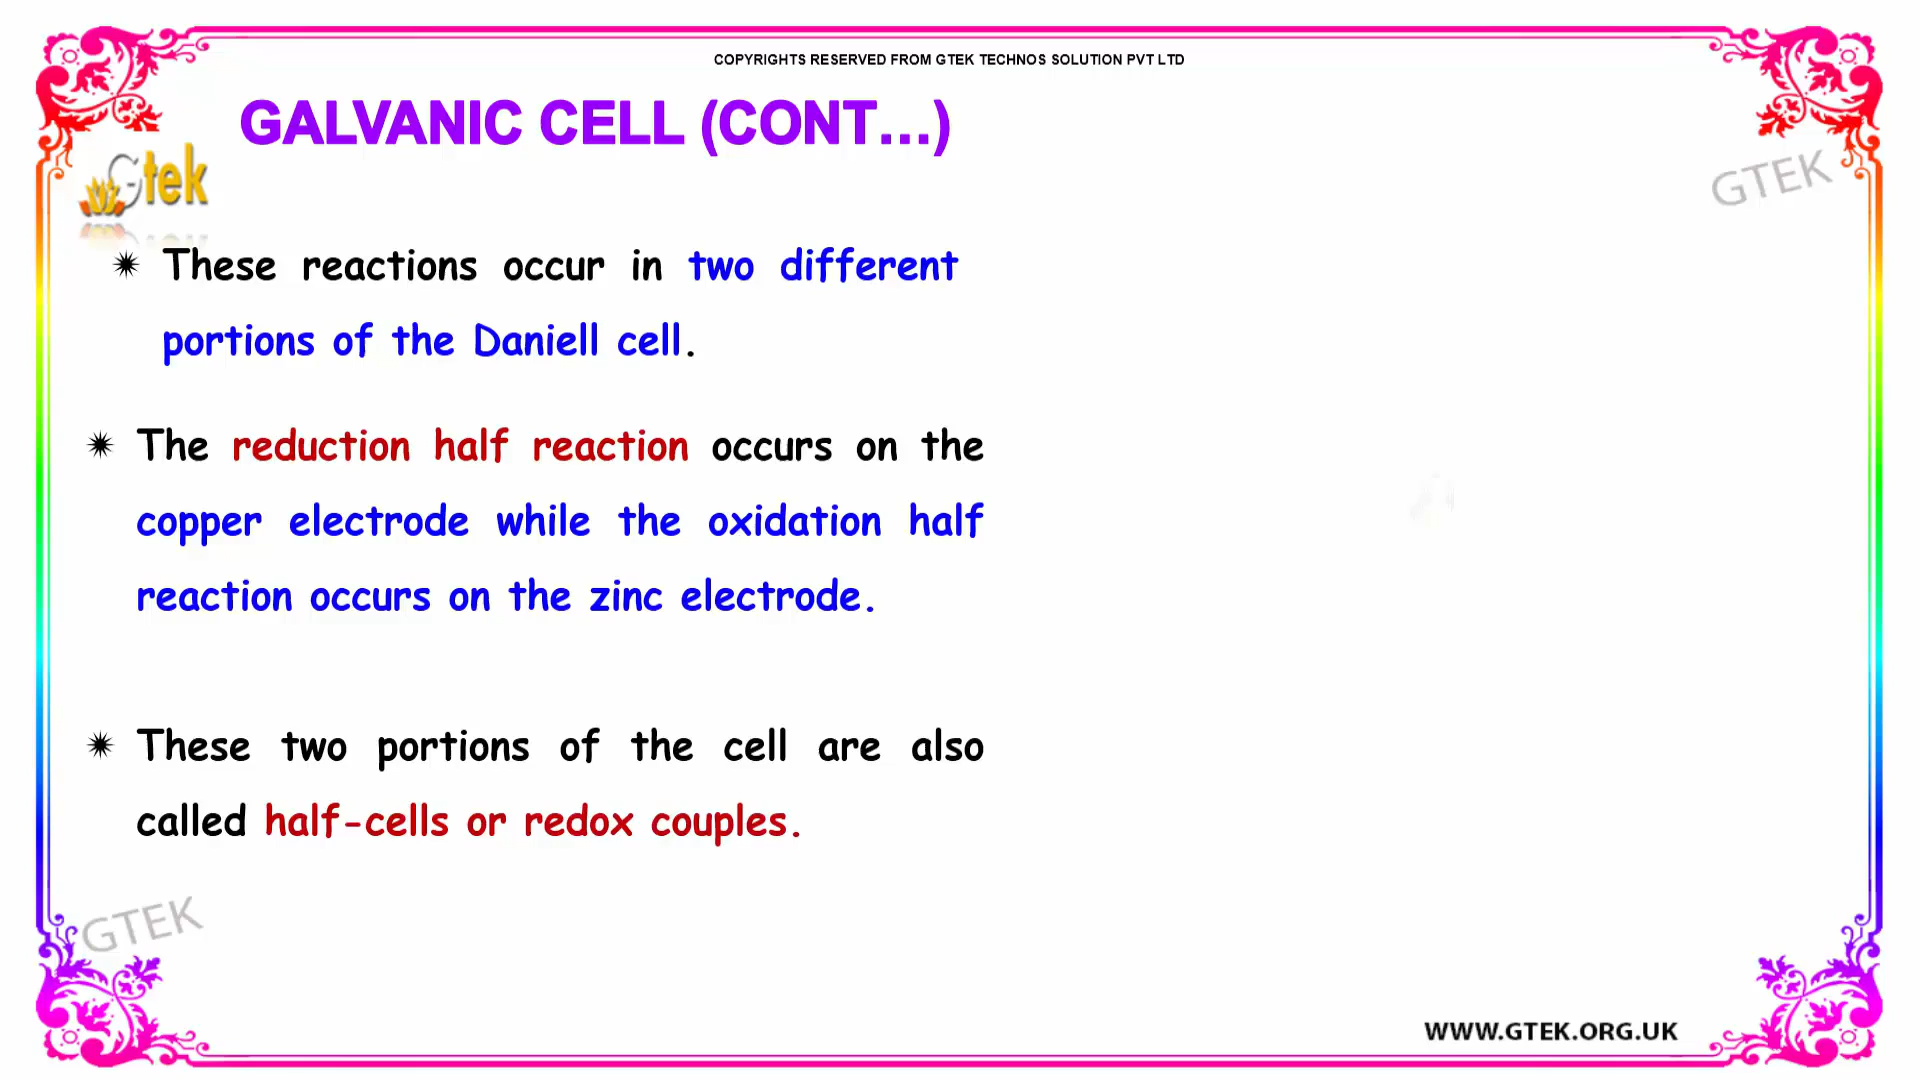 COPYRIGHTS RESERVED FROM GTEK TECHNOS SOLUTION PVT LTD
GALVANIC CELL (CONT...)
Gtek
GTEK
These reactions occur in two different
portions of the Daniell cell.
The reduction half reaction occurs on the
copper electrode while the oxidation half
reaction occurs on the zinc electrode.
These two portions of the cell are also
called half-cells or redox couples.
GTEK
WWW.GTEK.ORG.UK